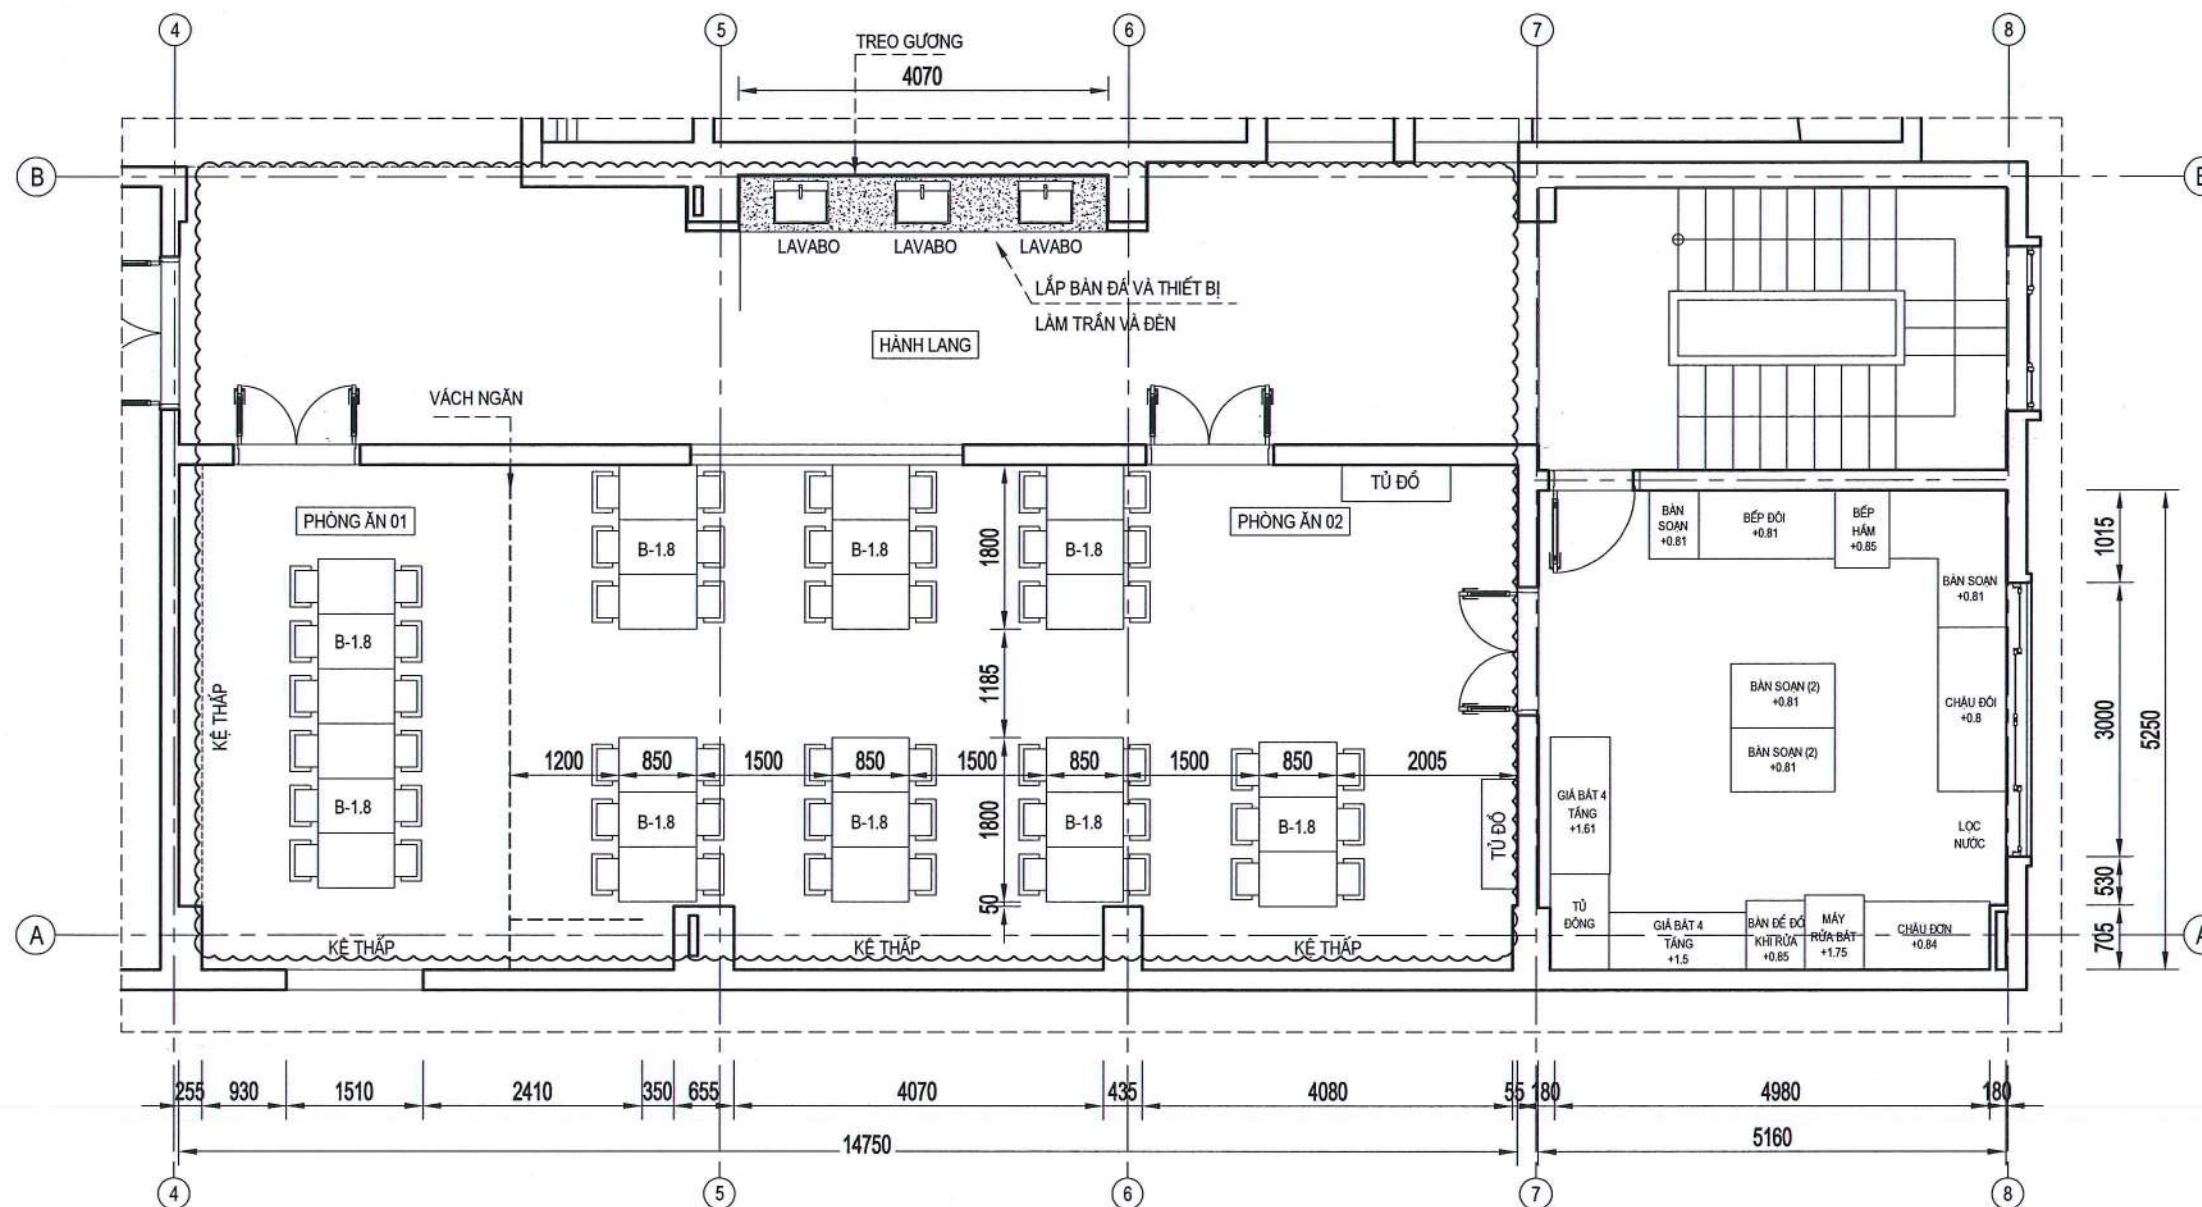 4
5
6
7
8
TREO GƯƠNG
4070
B
LAVABO
LAVABO
LAVABO
LẮP BÀN ĐÁ VÀ THIẾT BỊ
LÀM TRẦN VÀ ĐÈN
HÀNH LANG
VÁCH NGĂN
PHÒNG ĂN 01
PHÒNG ĂN 02
TỦ ĐỒ
B-1.8
B-1.8
B-1.8
1800
BÀN
SOẠN
+0.81
BẾP ĐÔI
+0.81
BẾP
HẦM
+0.85
1015
BÀN SOẠN
+0.81
B-1.8
KỆ THẤP
1185
BÀN SOẠN (2)
+0.81
CHẬU ĐÔI
+0.8
3000
5250
BÀN SOẠN (2)
+0.81
1200
850
1500
850
1500
850
1500
850
2005
B-1.8
B-1.8
B-1.8
B-1.8
B-1.8
1800
TỦ ĐỒ
GIÁ BÁT 4
TẦNG
+1.61
LỌC
NƯỚC
50
530
A
KỆ THẤP
KỆ THẤP
KỆ THẤP
TỦ
ĐÔNG
GIÁ BÁT 4
TẦNG
+1.5
BÀN ĐỂ ĐỒ
KHI RỬA
+0.85
MÁY
RỬA BÁT
+1.75
CHẬU ĐƠN
+0.84
705
255
930
1510
2410
350
655
4070
435
4080
55
180
4980
180
14750
5160
4
5
6
7
8